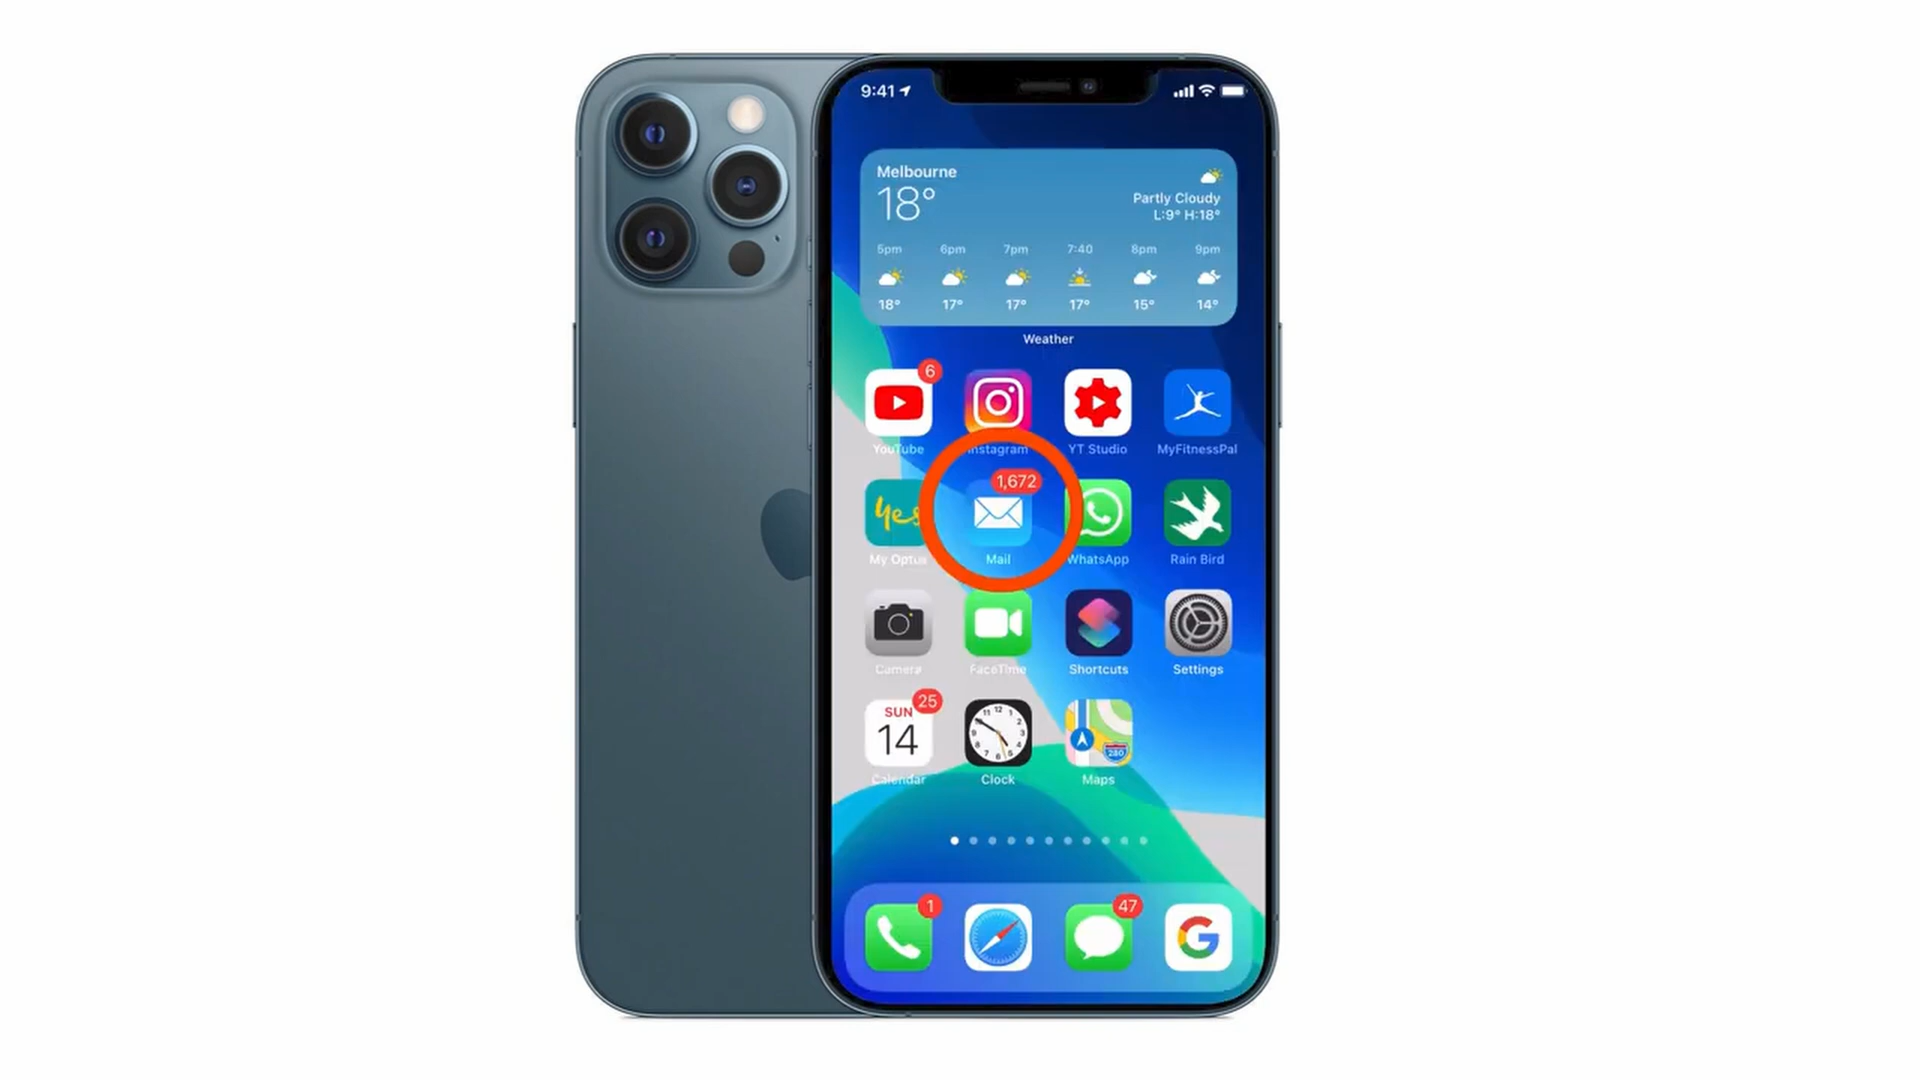 9:41
Melbourne
18°
Partly Cloudy
L:9° H:18°
5pm 6pm 7pm 7:40 8pm 9pm
18° 17° 17° 17° 15° 14°
Weather
6
YouTube Instagram YT Studio MyFitnessPal
1,672
Yes
My Optus Mail WhatsApp Rain Bird
Camera FaceTime Shortcuts Settings
25
SUN
14
280
Calendar Clock Maps
1 47
G